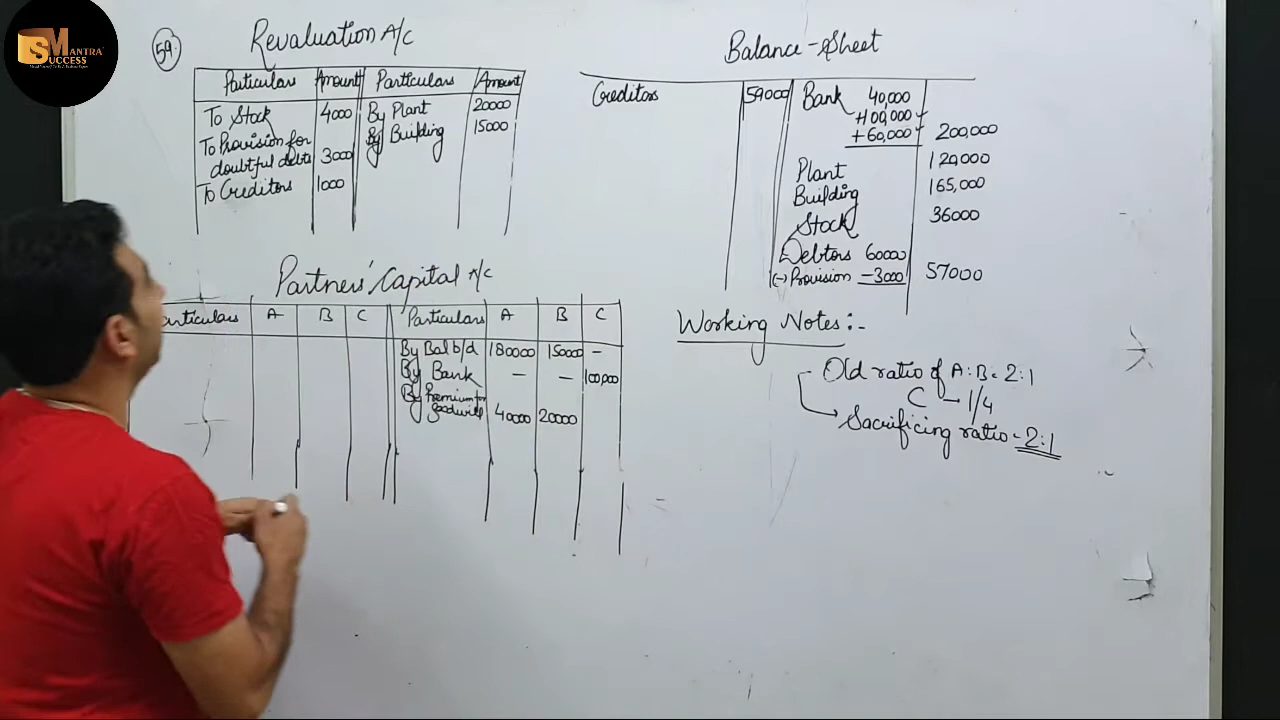 SMANTRA
SUCCESS
59.
Revaluation A/c
Particulars Amount Particulars Amount
To Stock 4000 By Plant 20000
To Provision for By Building 15000
doubtful debts 3000
To Creditors 1000
Balance-Sheet
Creditors 59000 Bank 40,000
+100,000
+60,000 200,000
Plant 120000
Building 165,000
Stock 36000
Debtors 60000
(-) Provision -3000 57000
Partners' Capital A/c
articulars A B C Particulars A B C
By Bal b/d 180000 150000 -
By Bank - - 100,000
By Premium for
Goodwill 40000 20000
Working Notes:-
Old ratio of A:B = 2:1
C → 1/4
Sacrificing ratio = 2:1